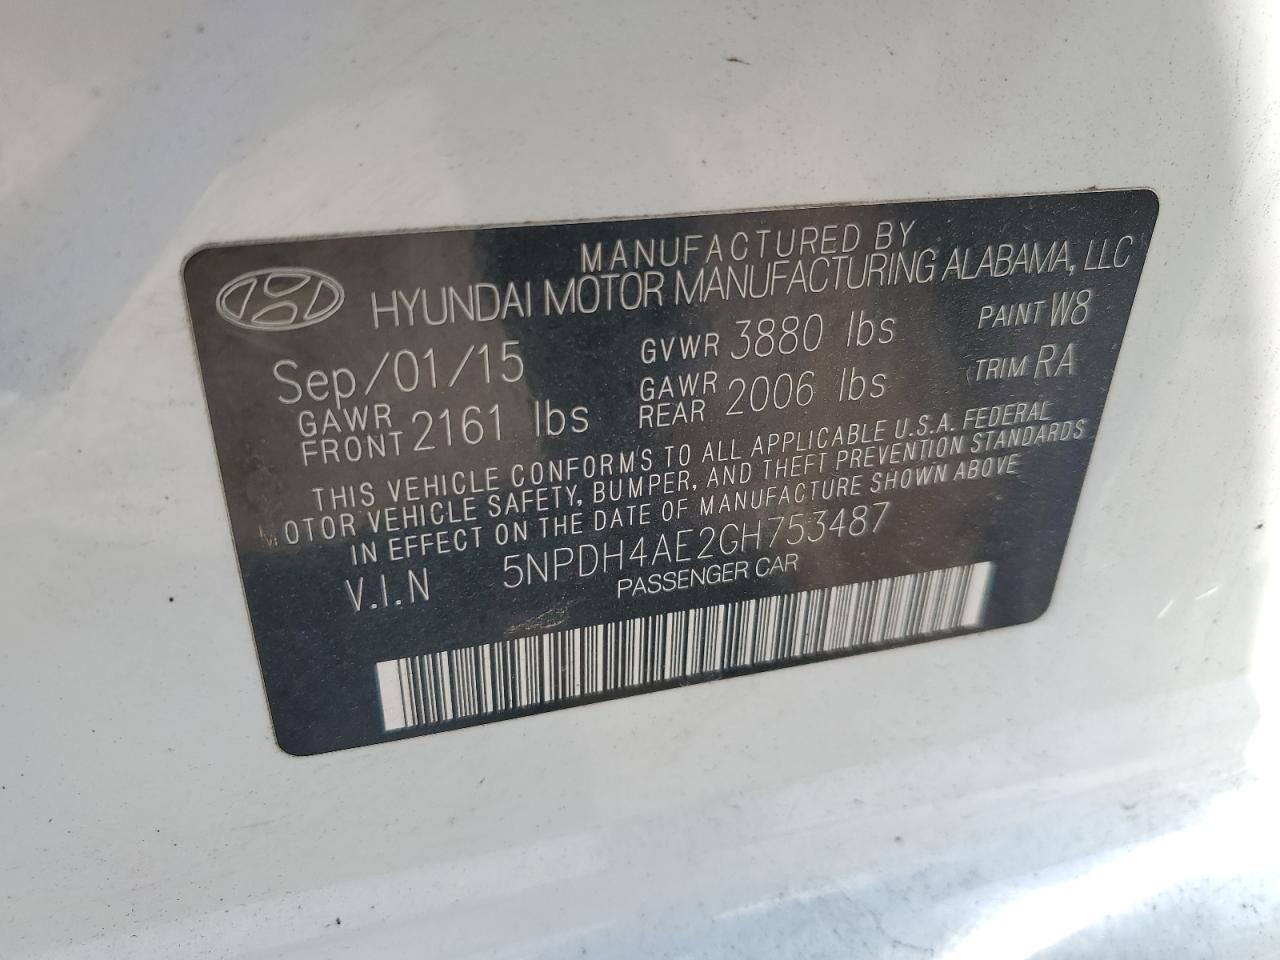 MANUFACTURED BY
HYUNDAI MOTOR MANUFACTURING ALABAMA, LLC
Sep/01/15 GVWR 3880 lbs PAINT W8
GAWR FRONT 2161 lbs GAWR REAR 2006 lbs TRIM RA
THIS VEHICLE CONFORMS TO ALL APPLICABLE U.S.A. FEDERAL
MOTOR VEHICLE SAFETY, BUMPER, AND THEFT PREVENTION STANDARDS
IN EFFECT ON THE DATE OF MANUFACTURE SHOWN ABOVE
V.I.N 5NPDH4AE2GH753487
PASSENGER CAR